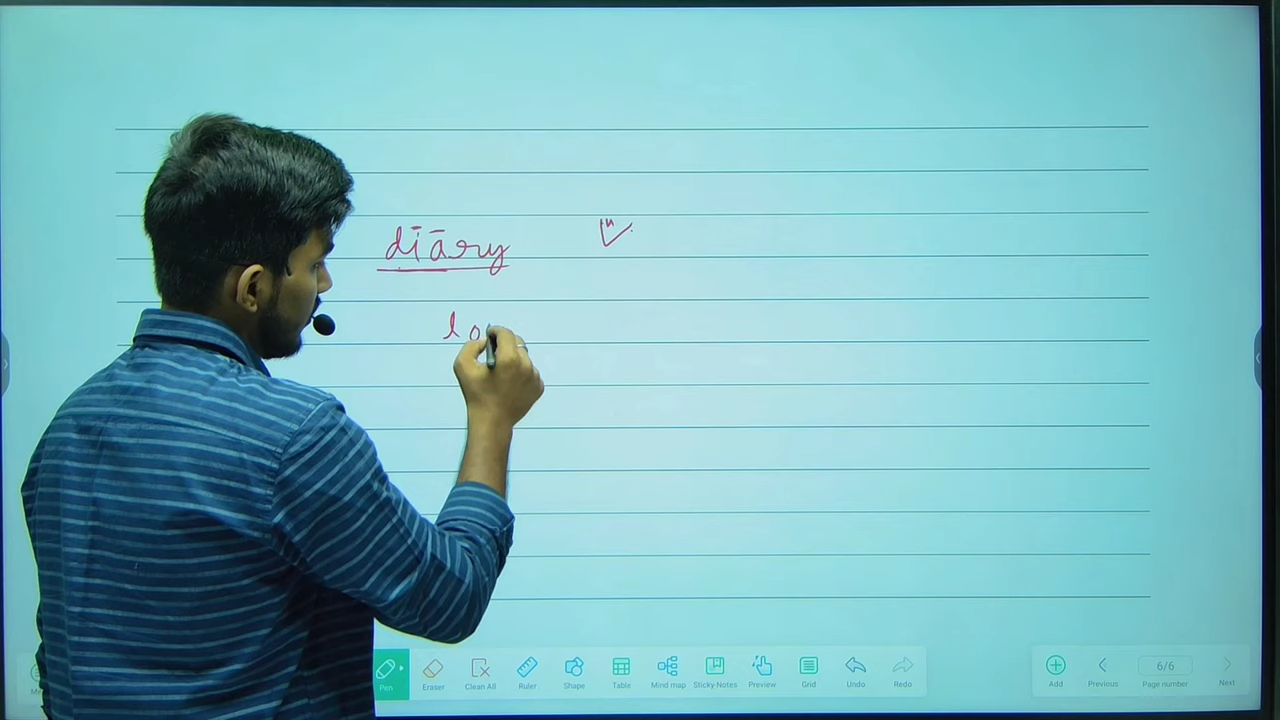 dīāry
lo
Pen
Eraser
Clean All
Ruler
Shape
Table
Mind map
Sticky-Notes
Preview
Grid
Undo
Redo
Add
Previous
6/6
Page number
Next